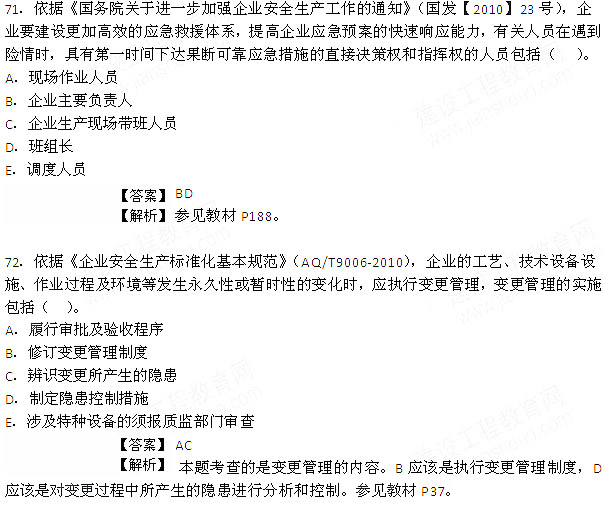 71. 依据《国务院关于进一步加强企业安全生产工作的通知》(国发【2010】23 号),企
业要建设更加高效的应急救援体系，提高企业应急预案的快速响应能力，有关人员在遇到
险情时，具有第一时间下达果断可靠应急措施的直接决策权和指挥权的人员包括（　）。
A. 现场作业人员
B. 企业主要负责人
C. 企业生产现场带班人员
D. 班组长
E. 调度人员
【答案】 BD
【解析】 参见教材 P188。
72. 依据《企业安全生产标准化基本规范》（AQ/T9006-2010），企业的工艺、技术设备设
施、作业过程及环境等发生永久性或暂时性的变化时，应执行变更管理，变更管理的实施
包括（　）。
A. 履行审批及验收程序
B. 修订变更管理制度
C. 辨识变更所产生的隐患
D. 制定隐患控制措施
E. 涉及特种设备的须报质监部门审查
【答案】 AC
【解析】 本题考查的是变更管理的内容。B 应该是执行变更管理制度，D
应该是对变更过程中所产生的隐患进行分析和控制。参见教材 P37。